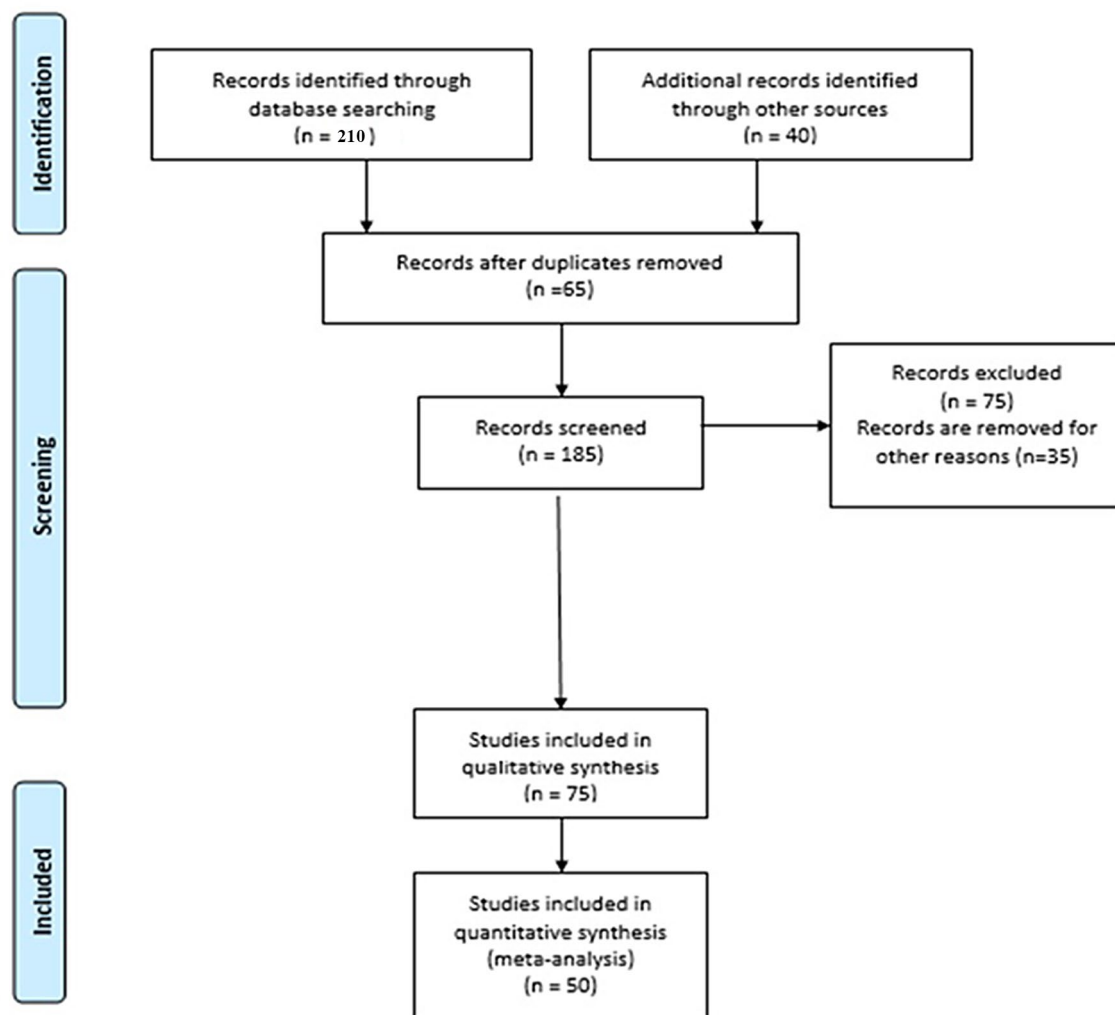 Identification
Records identified through
database searching
(n = 210)
Additional records identified
through other sources
(n = 40)
Records after duplicates removed
(n =65)
Screening
Records screened
(n = 185)
Records excluded
(n = 75)
Records are removed for
other reasons (n=35)
Studies included in
qualitative synthesis
(n = 75)
Included
Studies included in
quantitative synthesis
(meta-analysis)
(n = 50)